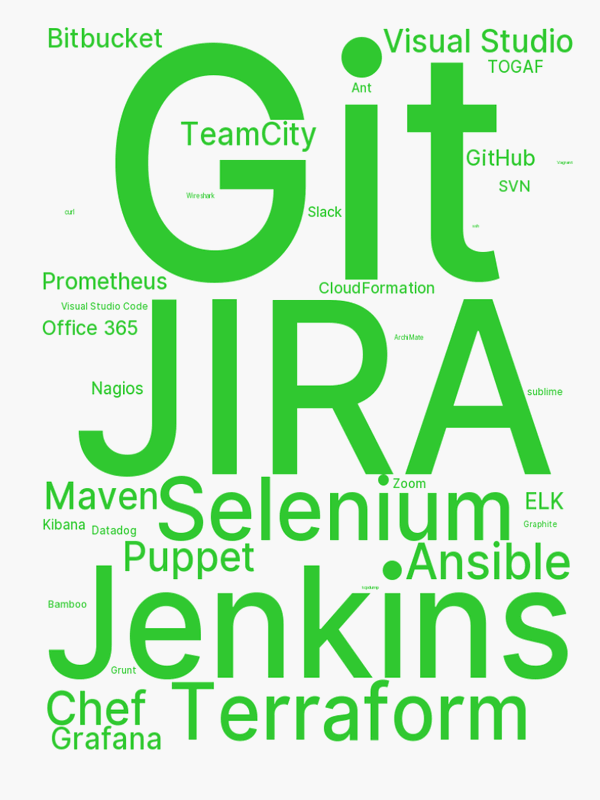 Bitbucket
Visual Studio
TOGAF
Git
Ant
TeamCity
GitHub
Vagrant
SVN
Wireshark
Slack
curl
Prometheus
CloudFormation
Visual Studio Code
Office 365
JIRA
ArchiMate
Nagios
sublime
Maven
Selenium
Zoom
ELK
Kibana
Datadog
Graphite
Puppet
Ansible
Jenkins
Bamboo
Grunt
Chef
Terraform
Grafana